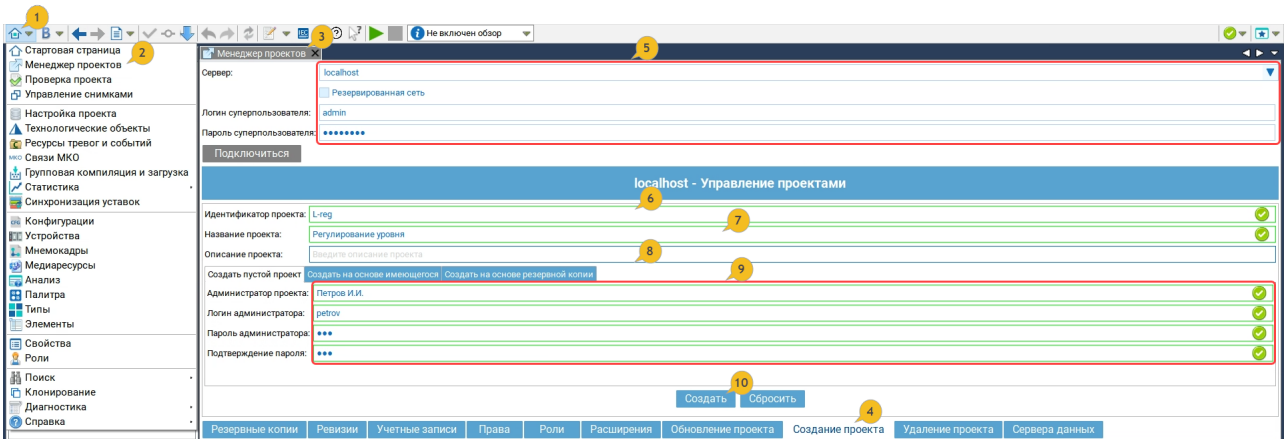 1
B
IEC
3
Не включен обзор
Стартовая страница
2
Менеджер проектов
Проверка проекта
Управление снимками
Настройка проекта
Технологические объекты
Ресурсы тревог и событий
МКО Связи МКО
Групповая компиляция и загрузка
Статистика
Синхронизация уставок
Конфигурации
Устройства
Мнемокадры
Медиаресурсы
Анализ
Палитра
Типы
Элементы
Свойства
Роли
Поиск
Клонирование
Диагностика
Справка
Менеджер проектов
5
Сервер: localhost
Резервированная сеть
Логин суперпользователя: admin
Пароль суперпользователя: ●●●●●●●●
Подключиться
localhost - Управление проектами
6
Идентификатор проекта: L-reg
7
Название проекта: Регулирование уровня
8
Описание проекта: Введите описание проекта
9
Создать пустой проект Создать на основе имеющегося Создать на основе резервной копии
Администратор проекта: Петров И.И.
Логин администратора: petrov
Пароль администратора: ●●●
Подтверждение пароля: ●●●
10
Создать Сбросить
4
Резервные копии Ревизии Учетные записи Права Роли Расширения Обновление проекта Создание проекта Удаление проекта Сервера данных